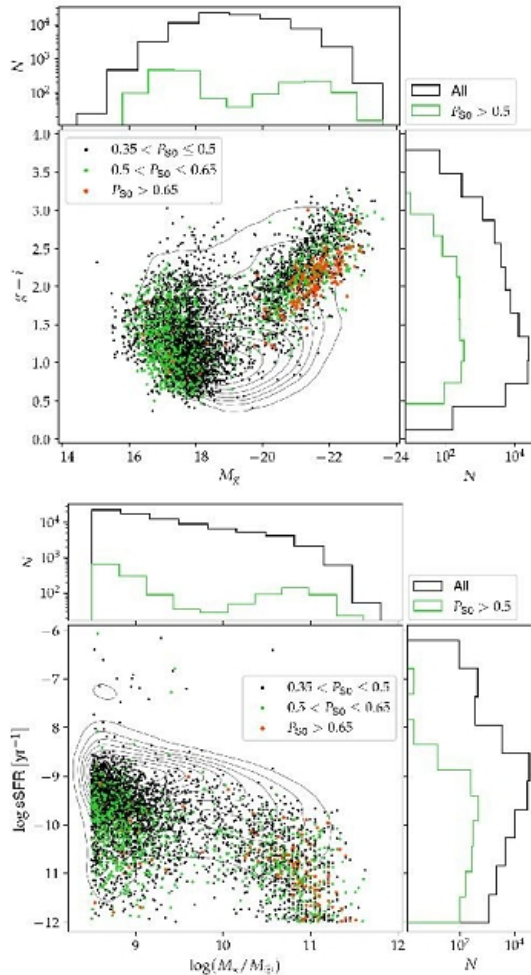 10⁴
N
10²
All
P_S0 > 0.5
4.0
3.5
3.0
2.5
2.0
1.5
1.0
0.5
0.0
g − i
0.35 < P_S0 ≤ 0.5
0.5 < P_S0 < 0.65
P_S0 > 0.65
14 16 −18 −20 −22 −24
M_g
10² 10⁴
N
10⁴
10³
10²
N
All
P_S0 > 0.5
−6
−7
−8
−9
−10
−11
−12
log sSFR [yr⁻¹]
0.35 < P_S0 ≤ 0.5
0.5 < P_S0 < 0.65
P_S0 > 0.65
9 10 11 12
log(M⋆/M☉)
10² 10⁴
N